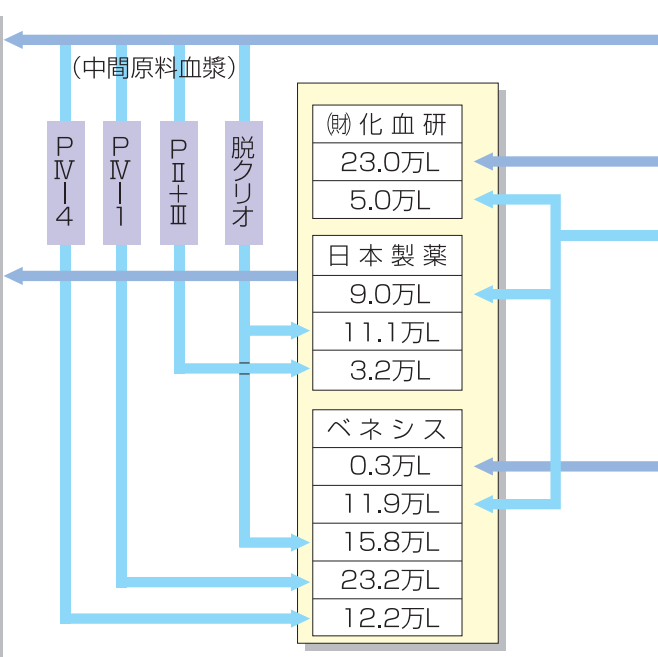 (中間原料血漿)
PⅣ−4
PⅣ−1
PⅡ+Ⅲ
脱クリオ
㈶化血研
23.0万L
5.0万L
日本製薬
9.0万L
11.1万L
3.2万L
ベネシス
0.3万L
11.9万L
15.8万L
23.2万L
12.2万L